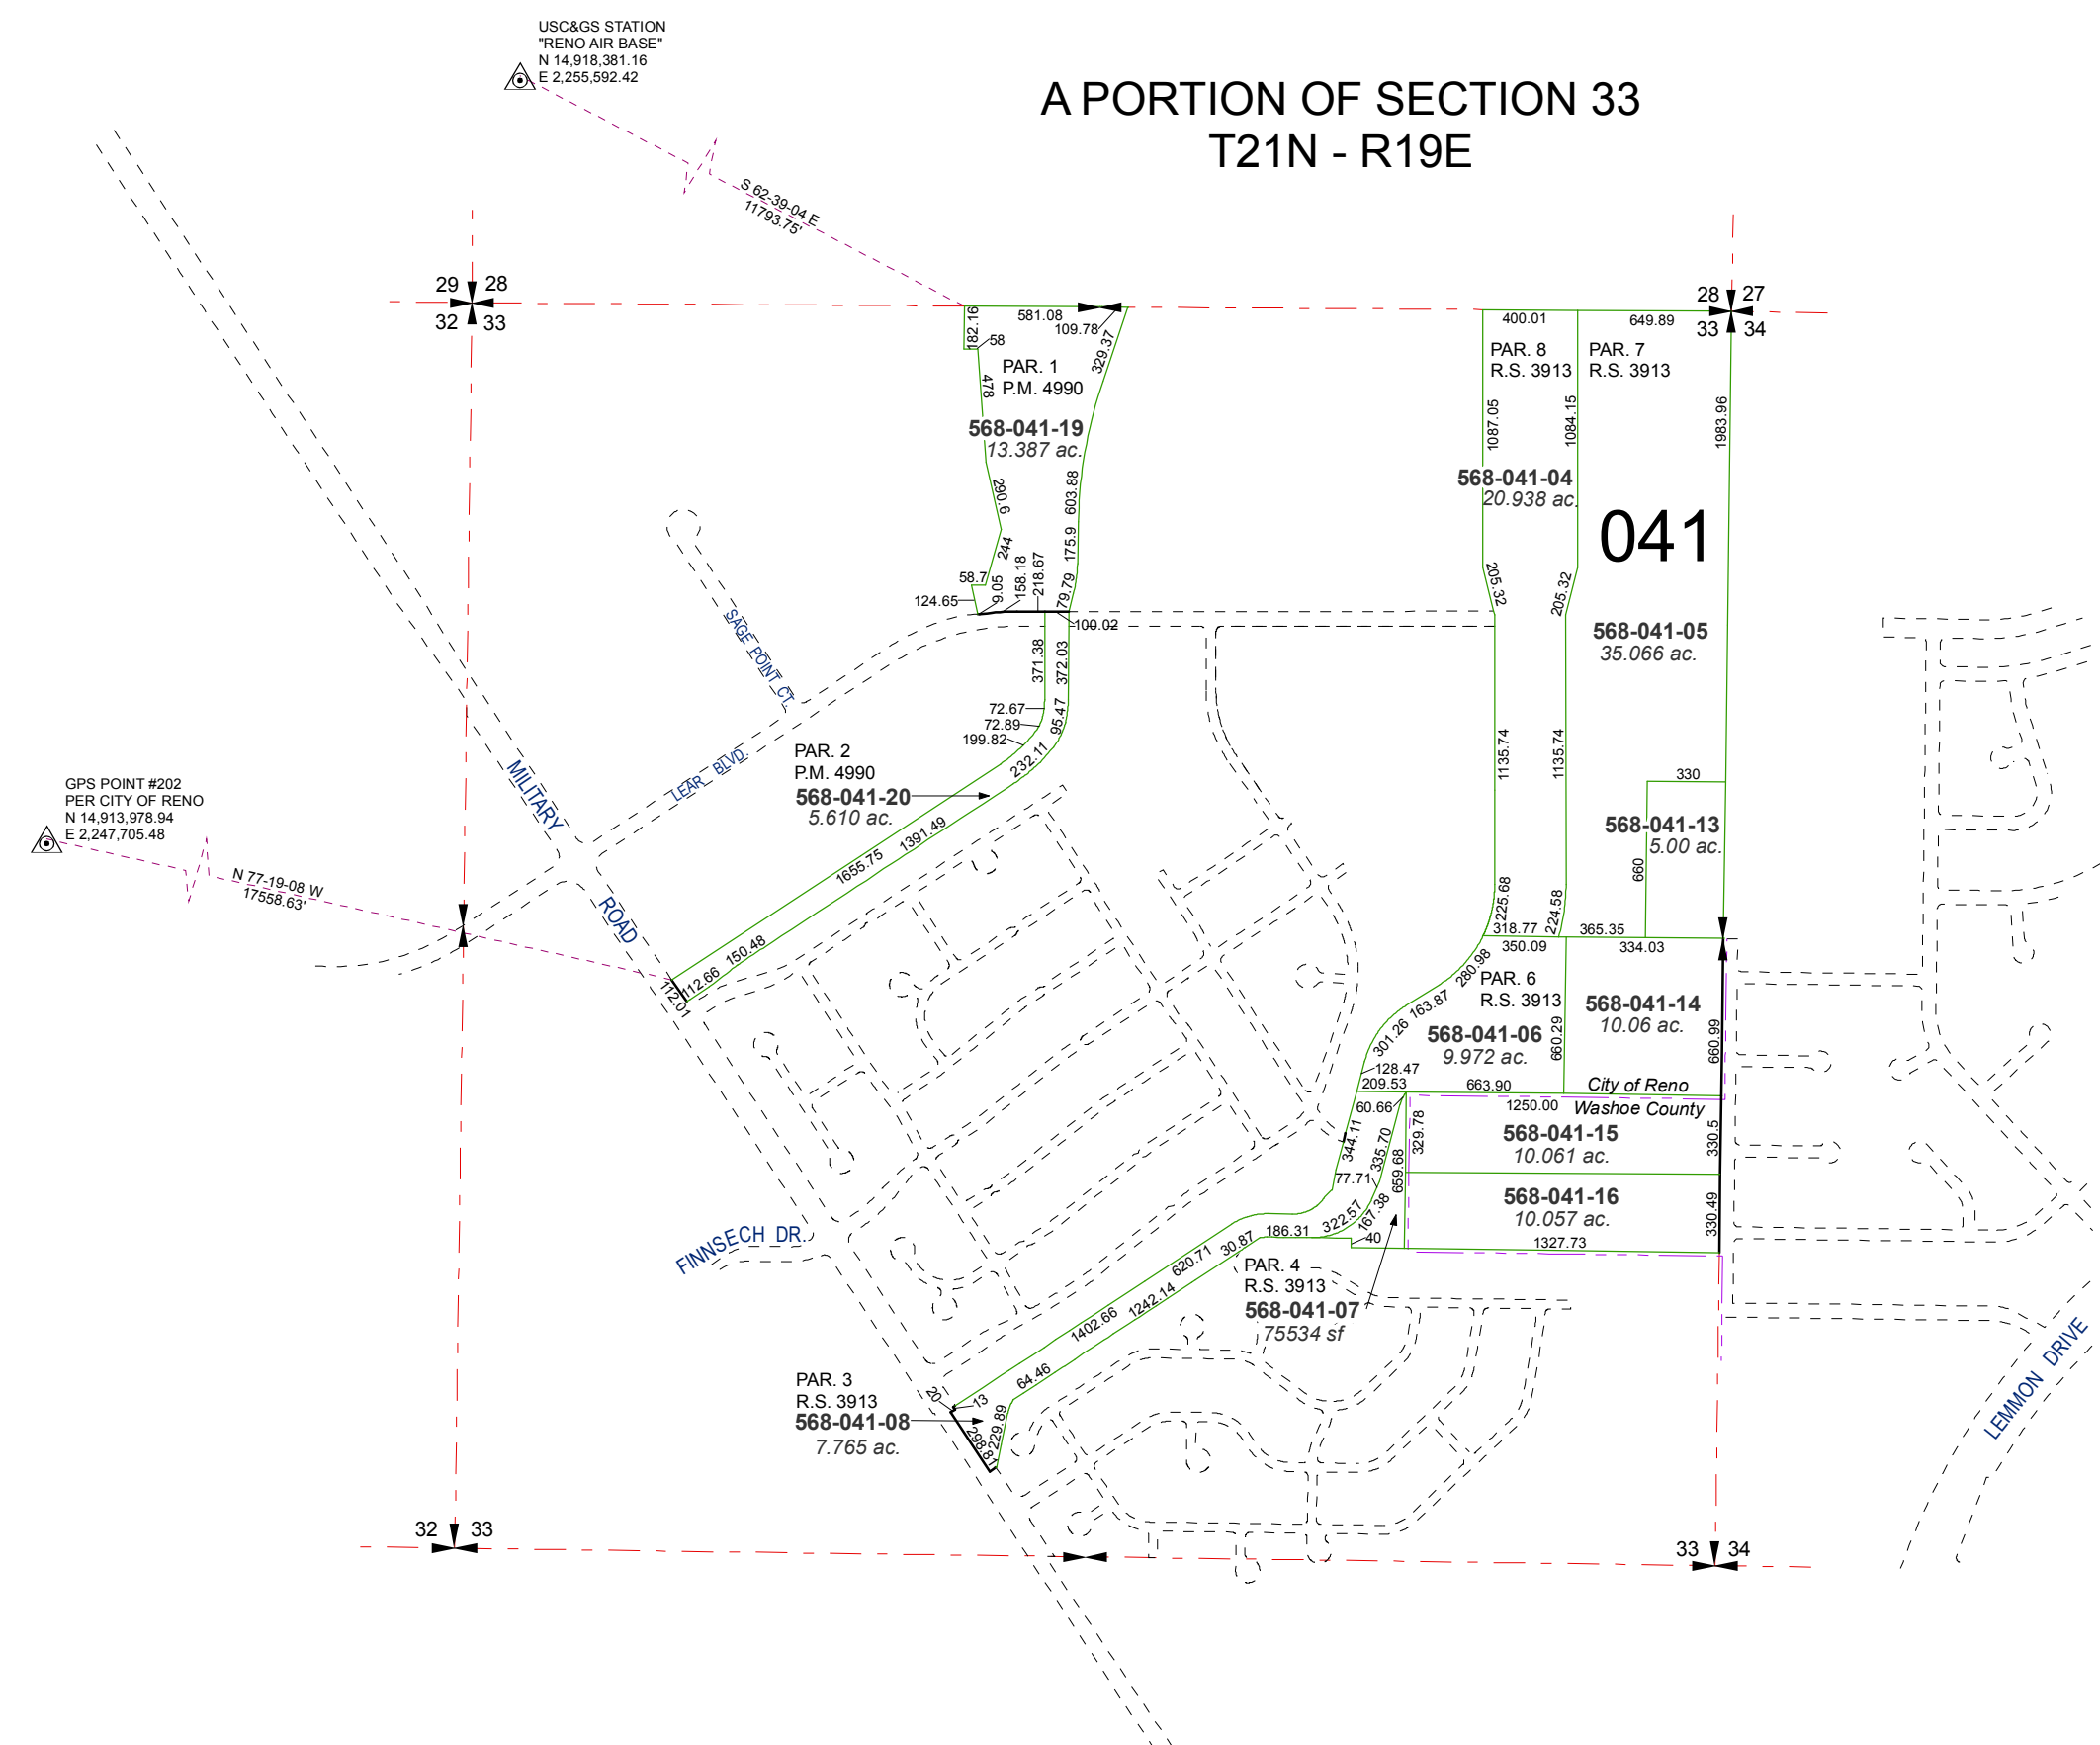 USC&GS STATION
"RENO AIR BASE"
N 14,918,381.16
E 2,255,592.42
A PORTION OF SECTION 33
T21N - R19E
S 62-39-04 E
11793.75'
29 28
32 33
28 27
33 34
581.08
109.78
182.16
58
329.37
PAR. 1
P.M. 4990
478
568-041-19
13.387 ac.
290.6
603.88
244
175.9
58.7
9.05
158.18
218.67
79.79
124.65
100.02
400.01
649.89
PAR. 8
R.S. 3913
PAR. 7
R.S. 3913
1087.05
1084.15
1983.96
568-041-04
20.938 ac.
041
205.32
205.32
568-041-05
35.066 ac.
SAGE POINT CT.
371.38
372.03
72.67
72.89
199.82
95.47
232.11
LEAR BLVD.
MILITARY
ROAD
PAR. 2
P.M. 4990
568-041-20
5.610 ac.
1391.49
1655.75
150.48
112.66
112.01
GPS POINT #202
PER CITY OF RENO
N 14,913,978.94
E 2,247,705.48
N 77-19-08 W
17558.63'
1135.74
1135.74
330
568-041-13
5.00 ac.
660
225.68
224.58
318.77
365.35
350.09
334.03
280.98
PAR. 6
R.S. 3913
163.87
301.26
568-041-06
9.972 ac.
660.29
568-041-14
10.06 ac.
660.99
128.47
209.53
663.90
City of Reno
60.66
1250.00
Washoe County
344.11
335.70
329.78
568-041-15
10.061 ac.
330.5
659.68
77.71
568-041-16
10.057 ac.
330.49
167.38
322.57
186.31
40
1327.73
30.87
620.71
FINNSECH DR.
PAR. 4
R.S. 3913
568-041-07
75534 sf
1242.14
1402.66
64.46
PAR. 3
R.S. 3913
568-041-08
7.765 ac.
20
13
229.89
298.81
LEMMON DRIVE
32 33
33 34